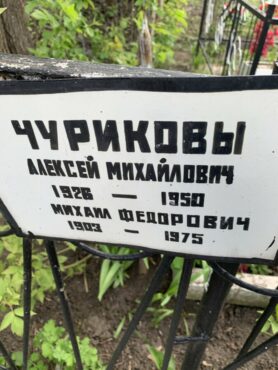 ЧУРИКОВЫ
АЛЕКСЕЙ МИХАЙЛОВИЧ
1926 — 1950
МИХАИЛ ФЕДОРОВИЧ
1903 — 1975